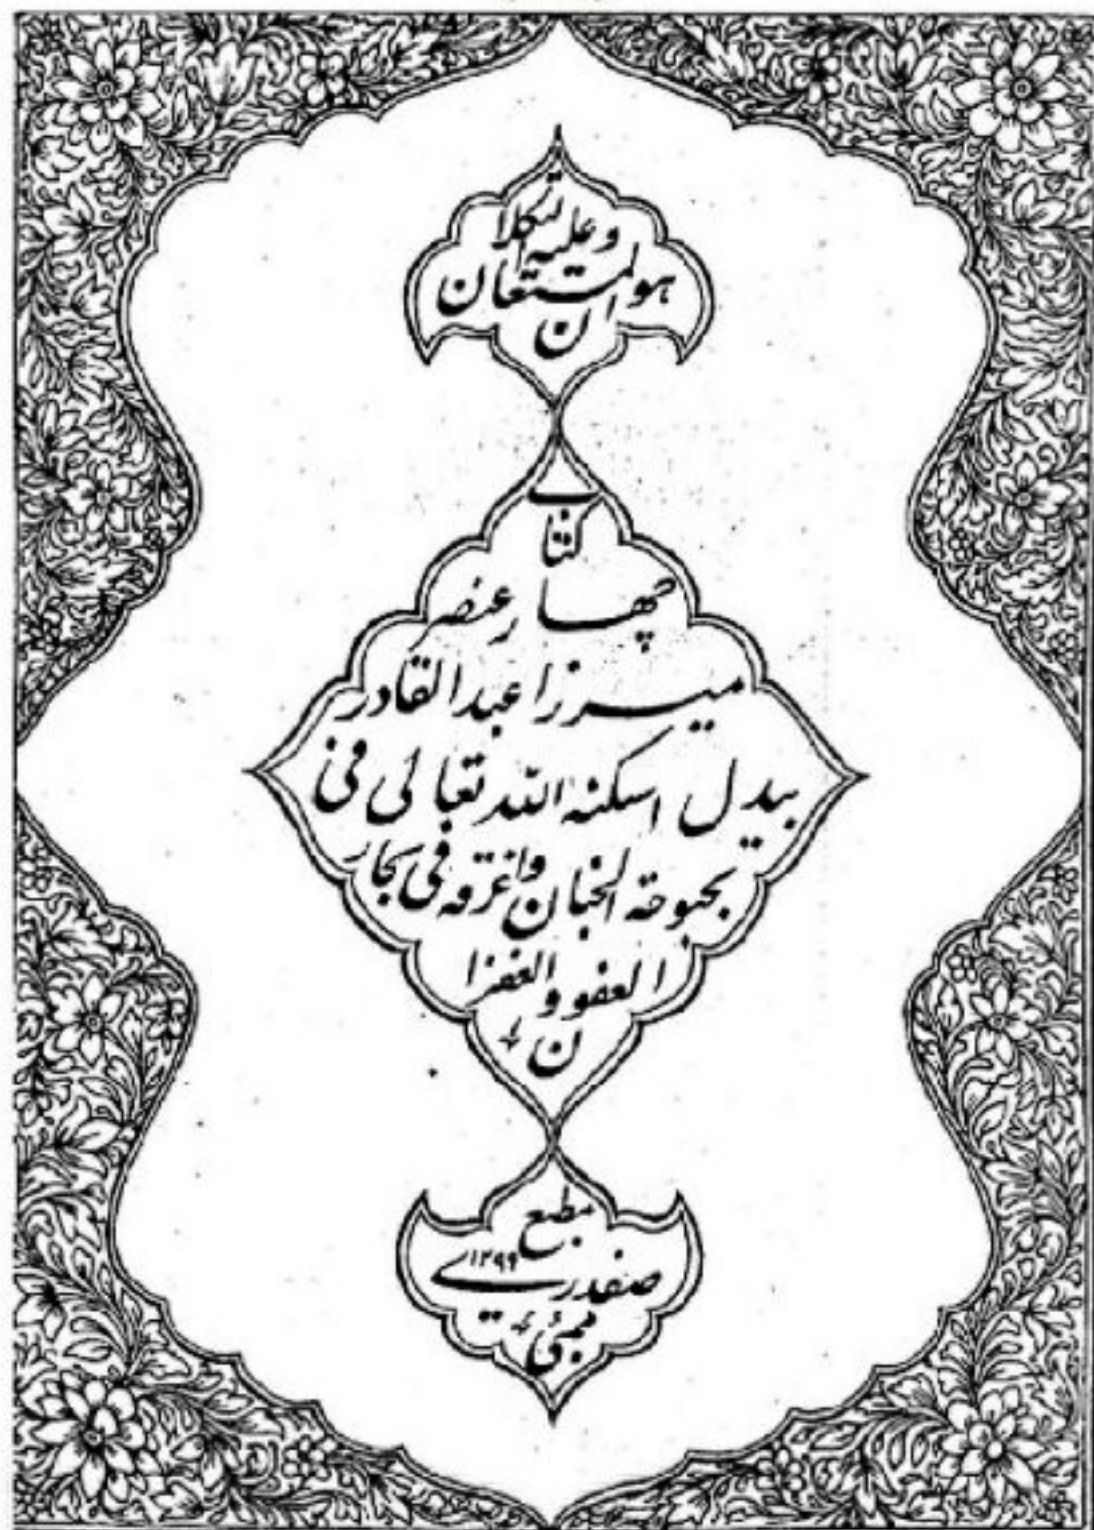 هو المستعان
وعلیه التکلا
ن
کتاب
چهار عنصر
میرزا عبدالقادر
بیدل اسکنه الله تعالی فی
بحبوحة الجنان واغرقه فی بحار
العفو والغفرا
ن
مطبع
صفدری ۱۲۹۹
بمبئی